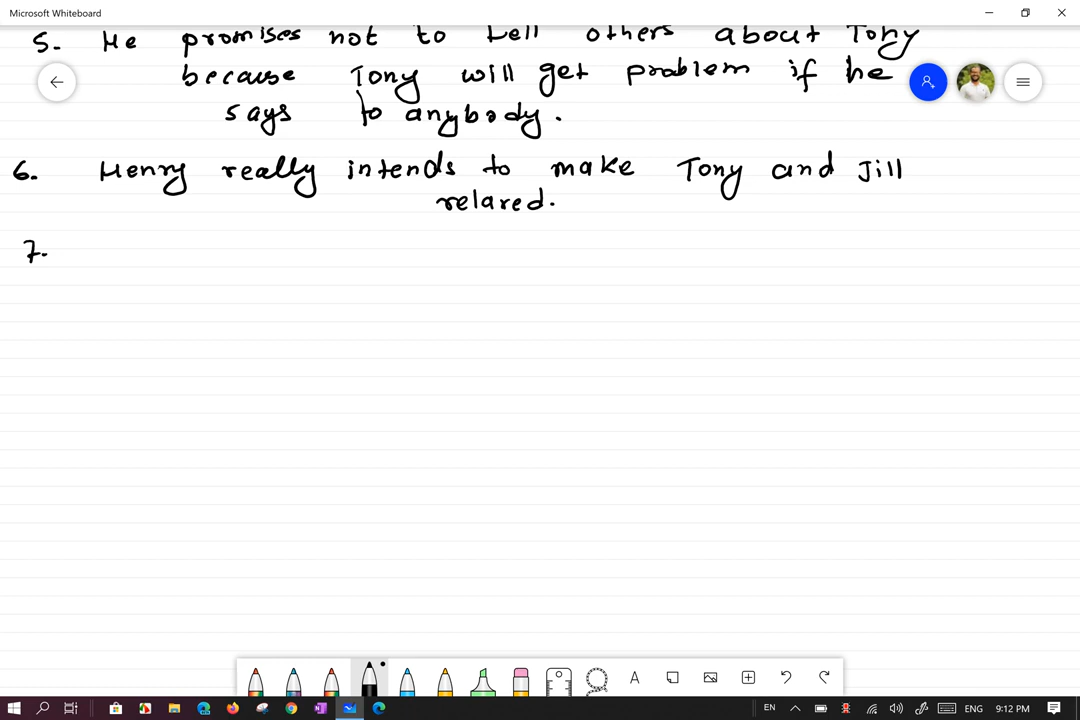 Microsoft Whiteboard
5. He promises not to tell others about Tony
because Tony will get problem if he
says to anybody.
6. Henry really intends to make Tony and Jill
relaxed.
7.
A
EN
ENG 9:12 PM